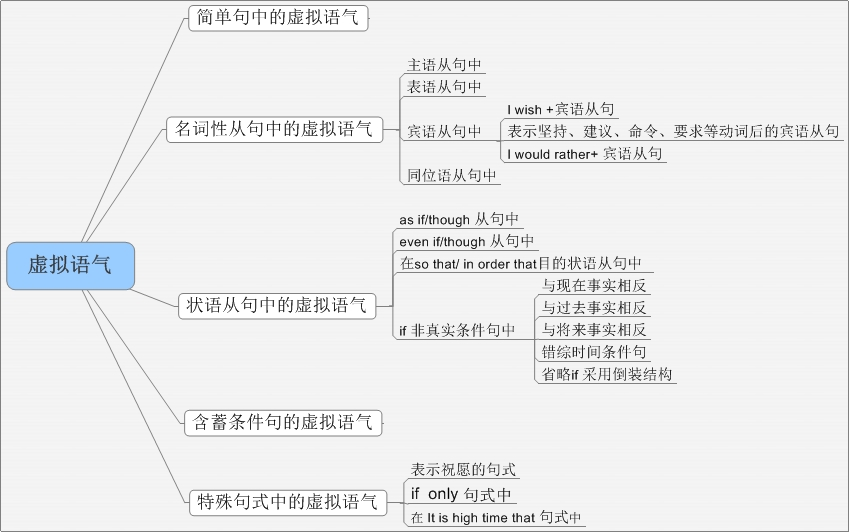 简单句中的虚拟语气
主语从句中
表语从句中
I wish +宾语从句
名词性从句中的虚拟语气
宾语从句中
表示坚持、建议、命令、要求等动词后的宾语从句
I would rather+ 宾语从句
同位语从句中
as if/though 从句中
even if/though 从句中
虚拟语气
在so that/ in order that目的状语从句中
与现在事实相反
状语从句中的虚拟语气
与过去事实相反
if 非真实条件句中
与将来事实相反
错综时间条件句
省略if 采用倒装结构
含蓄条件句的虚拟语气
表示祝愿的句式
特殊句式中的虚拟语气
if only 句式中
在 It is high time that 句式中